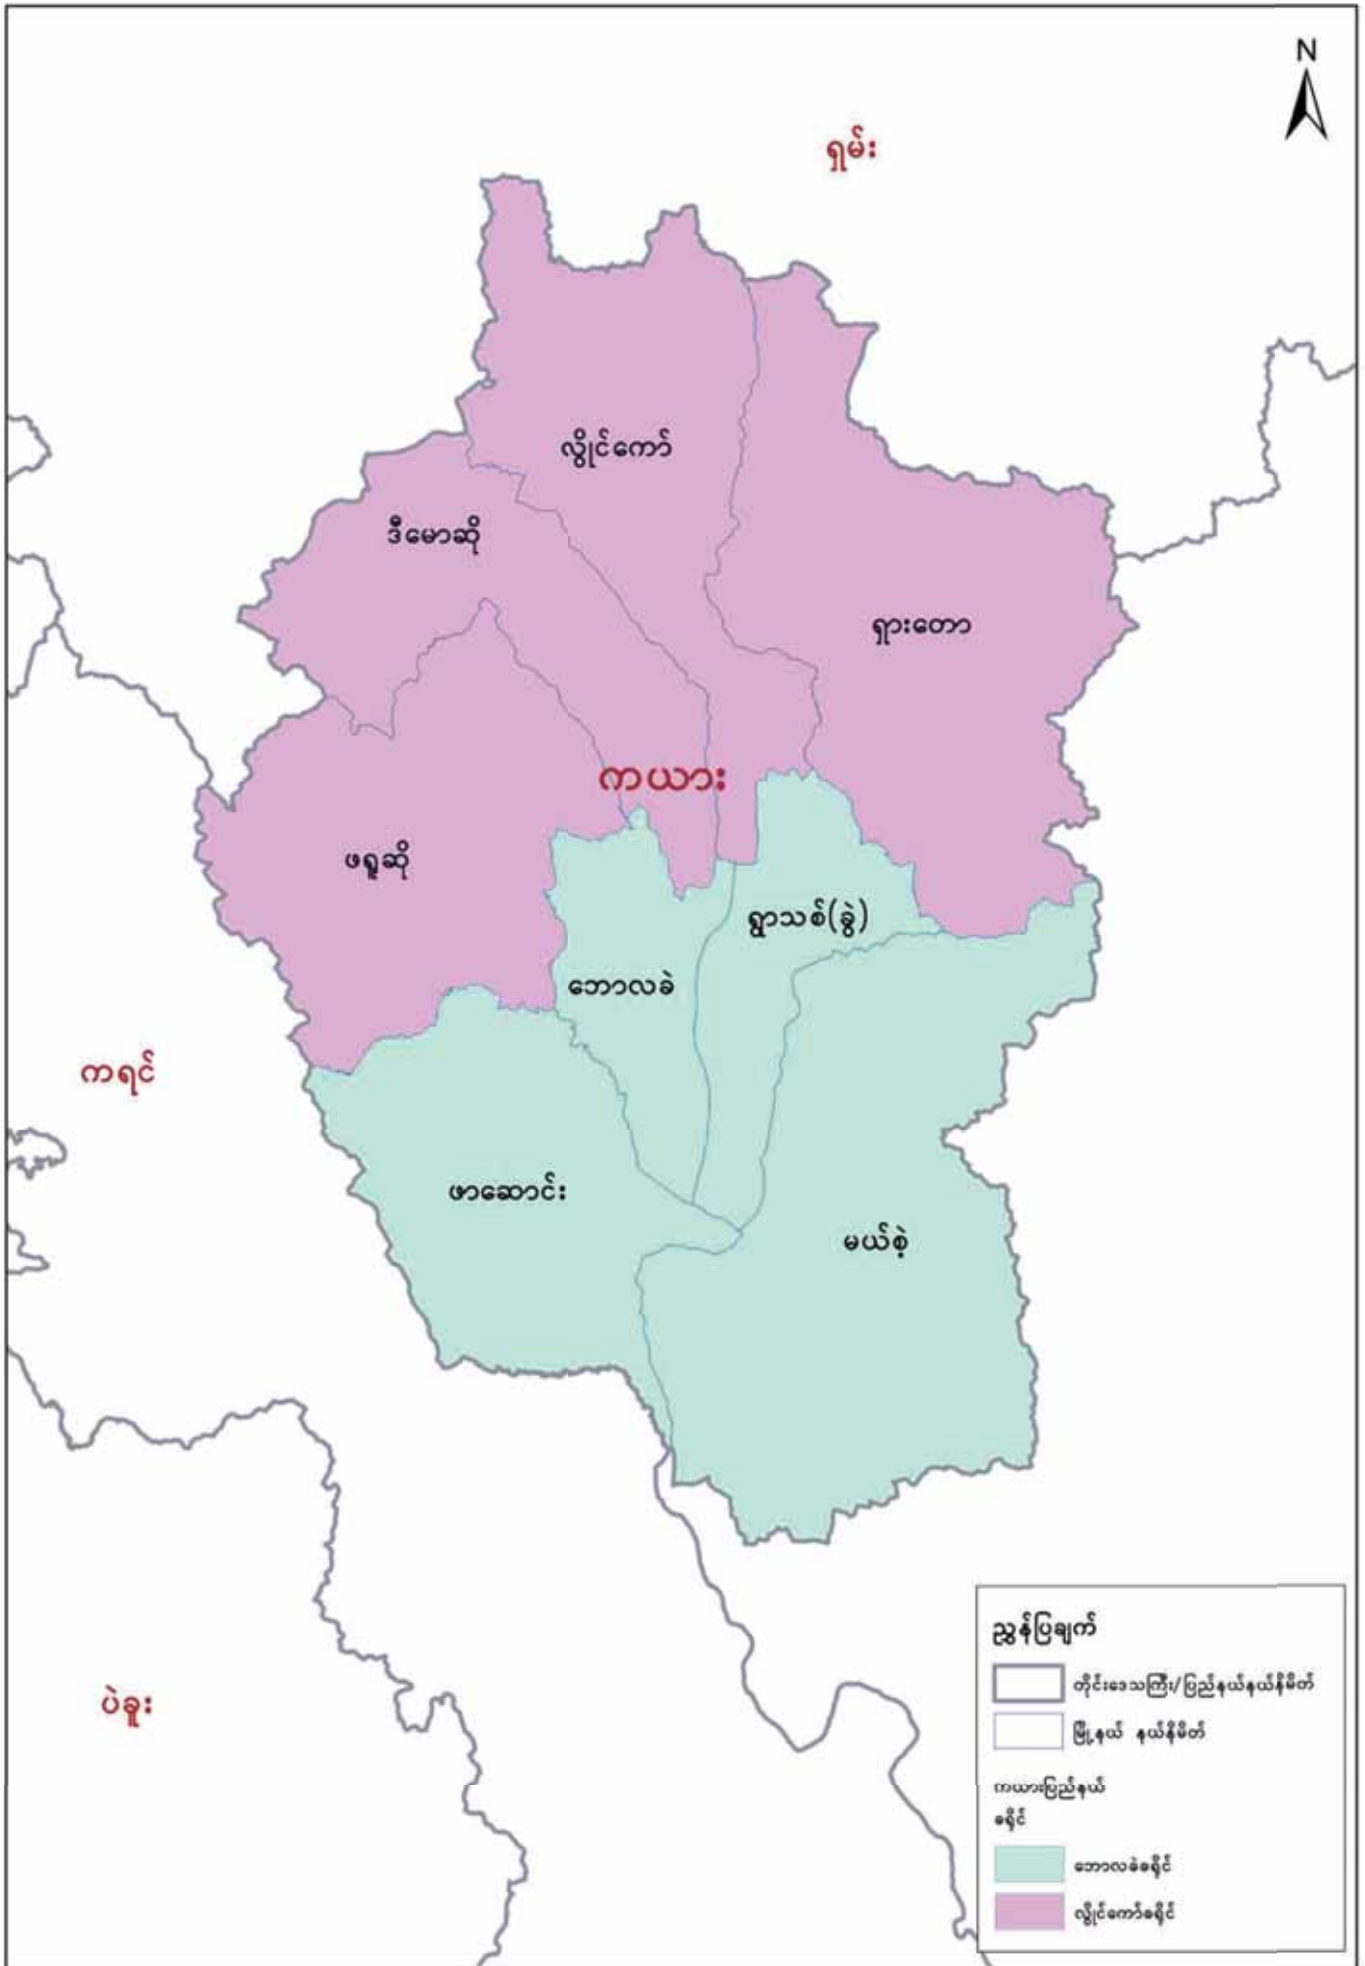 N
ရှမ်း
လွိုင်ကော်
ဒီမောဆို
ရှားတော
ကယား
ဖရူဆို
ရွာသစ်(ခွဲ)
ဘောလခဲ
ကရင်
ဖာဆောင်း
မယ်စဲ့
ပဲခူး
ညွှန်ပြချက်
တိုင်းဒေသကြီး/ပြည်နယ်နယ်နိမိတ်
မြို့နယ် နယ်နိမိတ်
ကယားပြည်နယ်
ခရိုင်
ဘောလခဲခရိုင်
လွိုင်ကော်ခရိုင်